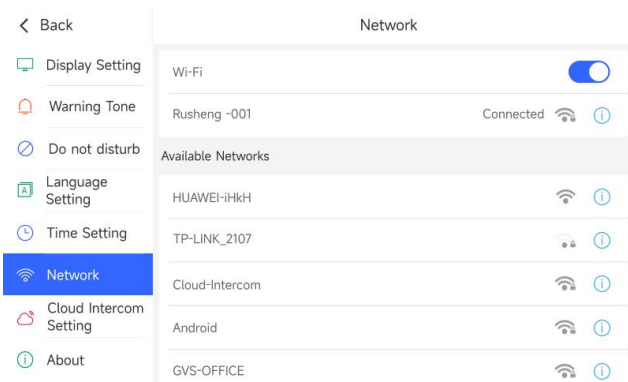 Back
Network
Display Setting
Warning Tone
Do not disturb
Language
Setting
Time Setting
Network
Cloud Intercom
Setting
About
Wi-Fi
Rusheng -001 Connected
Available Networks
HUAWEI-iHkH
TP-LINK_2107
Cloud-Intercom
Android
GVS-OFFICE